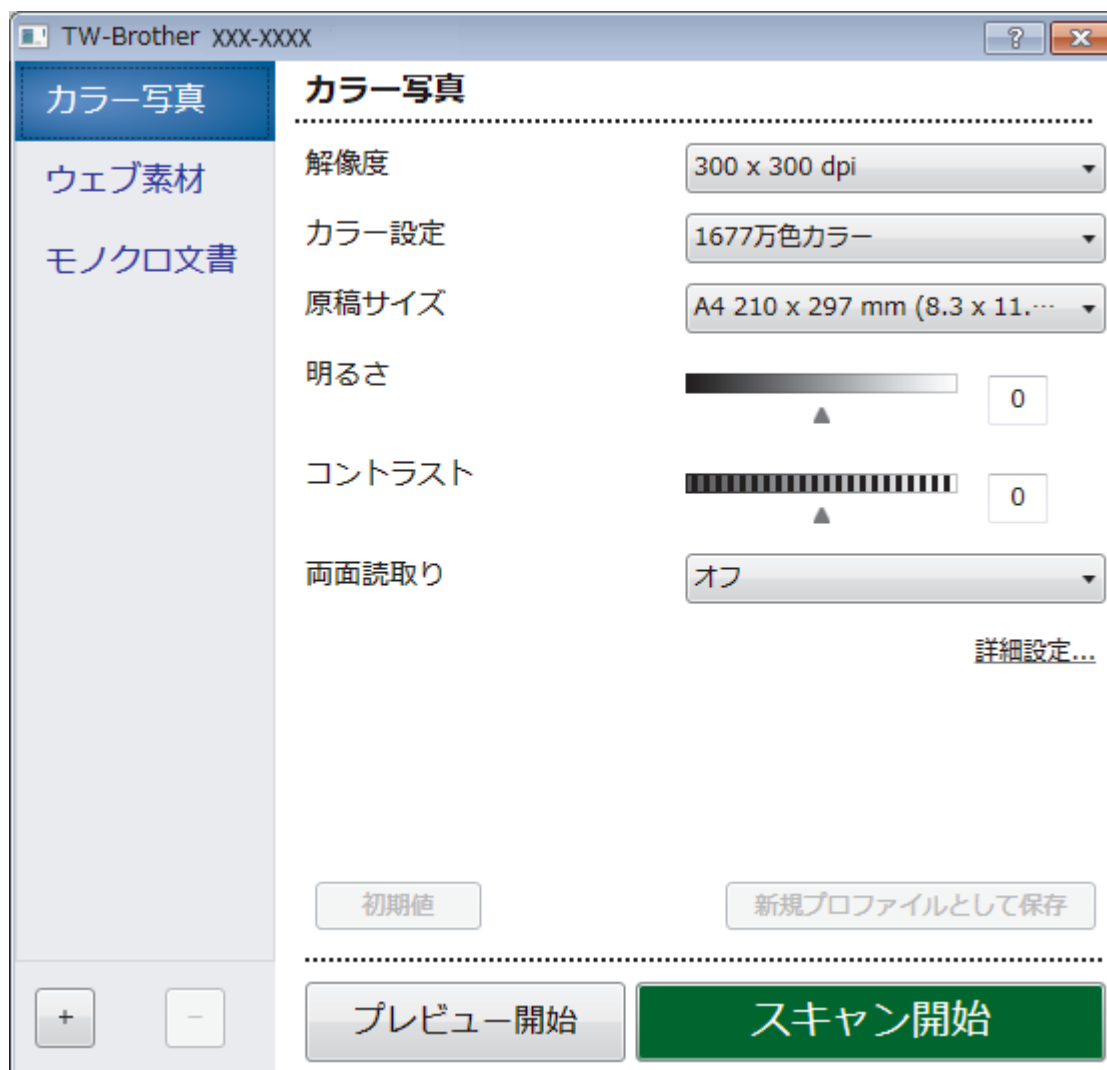 TW-Brother XXX-XXXX
?
カラー写真
ウェブ素材
モノクロ文書
カラー写真
解像度 300 x 300 dpi
カラー設定 1677万色カラー
原稿サイズ A4 210 x 297 mm (8.3 x 11.…
明るさ 0
コントラスト 0
両面読取り オフ
詳細設定...
初期値 新規プロファイルとして保存
+ −
プレビュー開始 スキャン開始